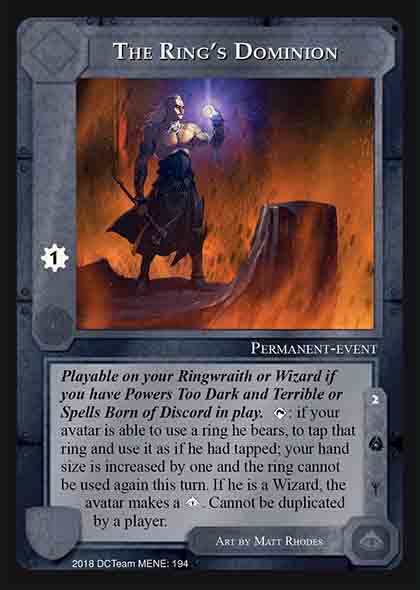 The Ring's Dominion
1
Permanent-event
Playable on your Ringwraith or Wizard if
you have Powers Too Dark and Terrible or
Spells Born of Discord in play. : if your
avatar is able to use a ring he bears, to tap that
ring and use it as if he had tapped; your hand
size is increased by one and the ring cannot
be used again this turn. If he is a Wizard, the
avatar makes a . Cannot be duplicated
by a player.
2
Art by Matt Rhodes
2018 DCTeam MENE: 194